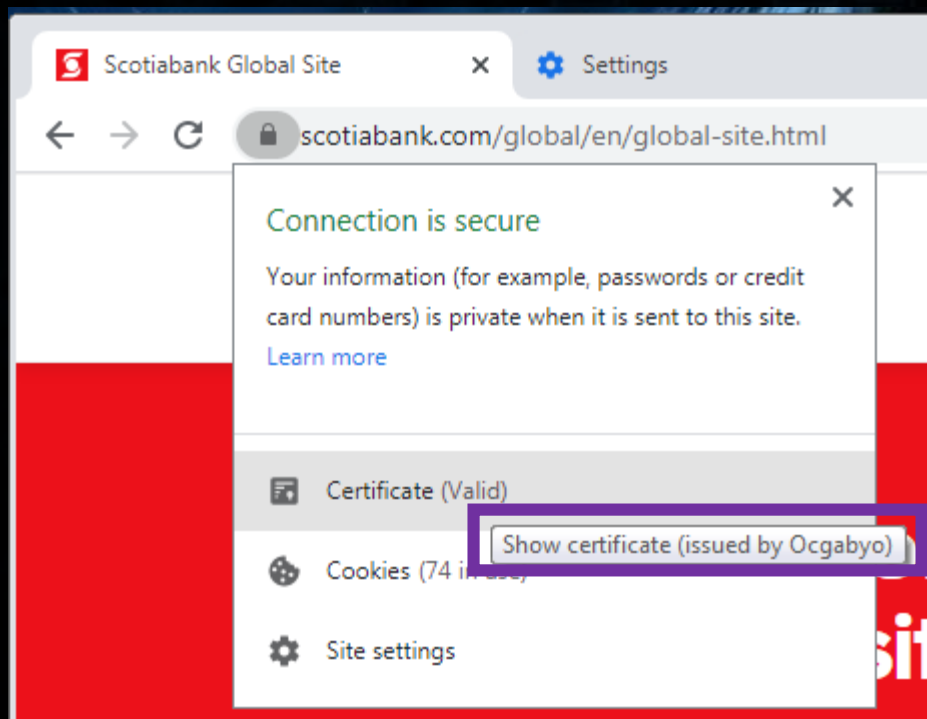 Scotiabank Global Site
Settings
scotiabank.com/global/en/global-site.html
Connection is secure
Your information (for example, passwords or credit
card numbers) is private when it is sent to this site.
Learn more
Certificate (Valid)
Show certificate (issued by Ocgabyo)
Cookies (74 in use)
Site settings